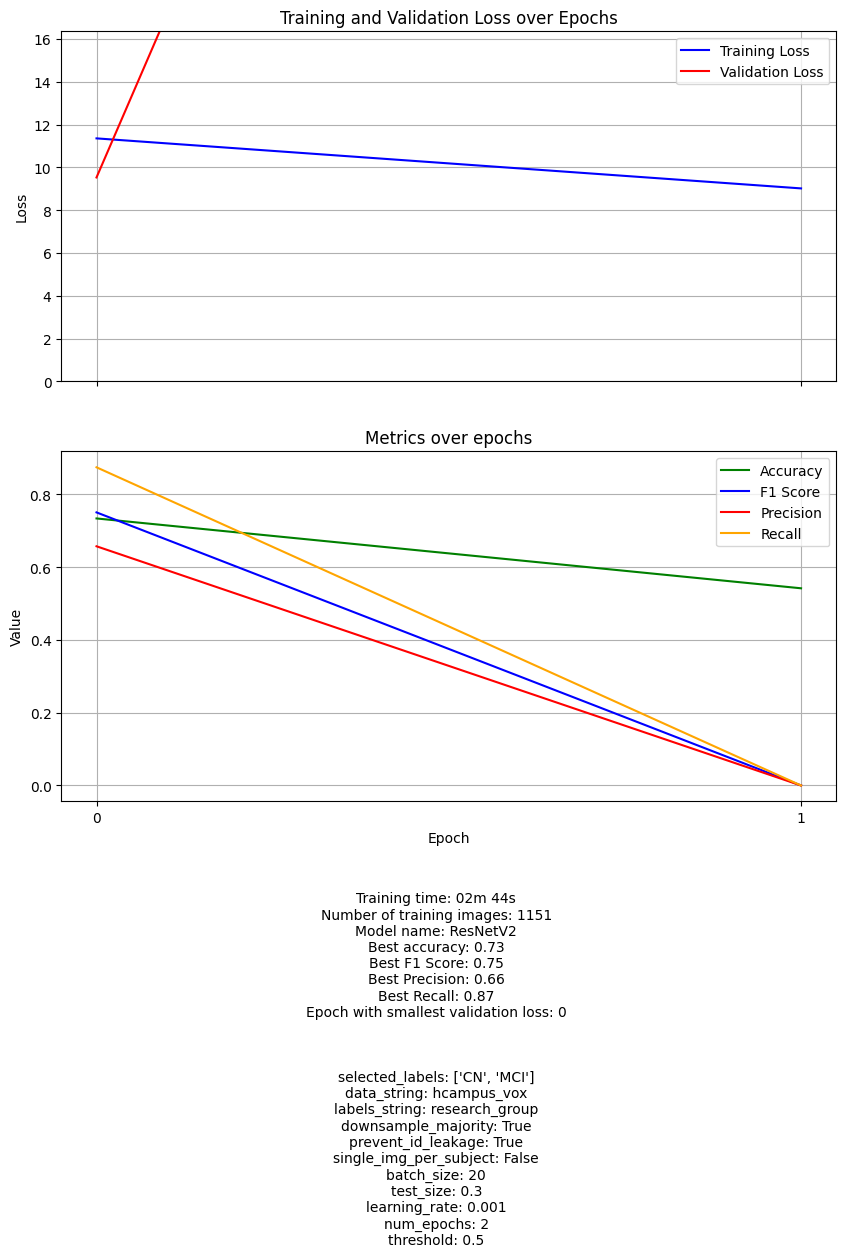 Training and Validation Loss over Epochs
16
14
12
10
8
6
4
2
0
Loss
Training Loss
Validation Loss
Metrics over epochs
0.8
0.6
0.4
0.2
0.0
Value
Accuracy
F1 Score
Precision
Recall
0
1
Epoch
Training time: 02m 44s
Number of training images: 1151
Model name: ResNetV2
Best accuracy: 0.73
Best F1 Score: 0.75
Best Precision: 0.66
Best Recall: 0.87
Epoch with smallest validation loss: 0
selected_labels: ['CN', 'MCI']
data_string: hcampus_vox
labels_string: research_group
downsample_majority: True
prevent_id_leakage: True
single_img_per_subject: False
batch_size: 20
test_size: 0.3
learning_rate: 0.001
num_epochs: 2
threshold: 0.5